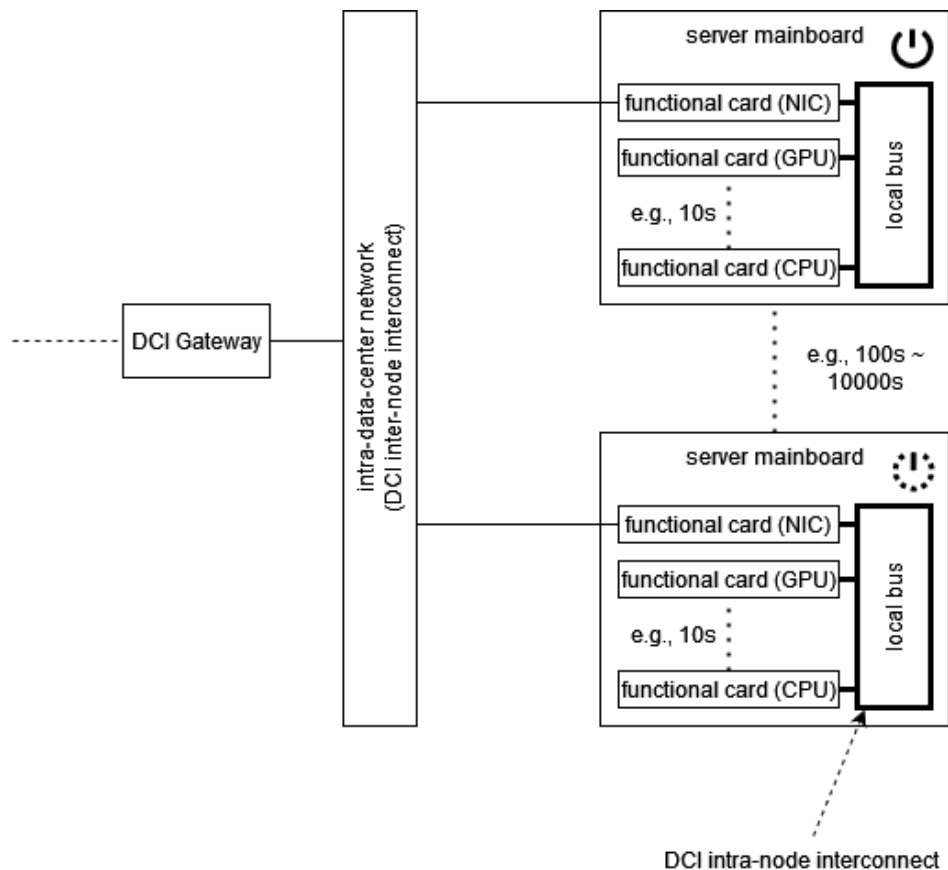 server mainboard
functional card (NIC)
functional card (GPU)
e.g., 10s
functional card (CPU)
local bus
intra-data-center network
(DCI inter-node interconnect)
DCI Gateway
e.g., 100s ~
10000s
server mainboard
functional card (NIC)
functional card (GPU)
e.g., 10s
functional card (CPU)
local bus
DCI intra-node interconnect